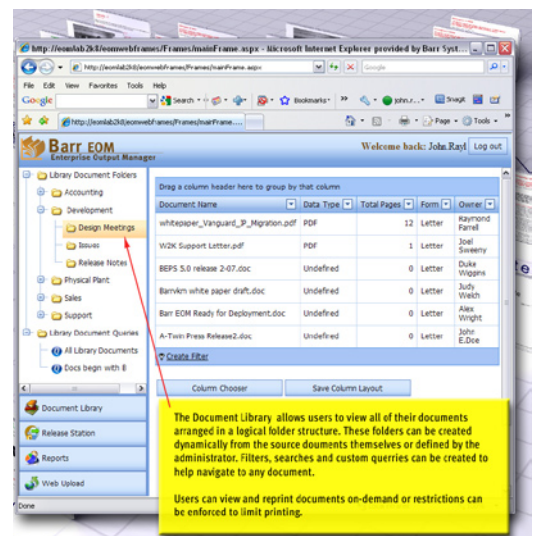 http://eomlab2k8/eomwebframes/Frames/mainFrame.aspx - Microsoft Internet Explorer provided by Barr Syst...
http://eomlab2k8/eomwebframes/Frames/mainFrame.aspx
Google
File Edit View Favorites Tools Help
Google Search Bookmarks john.r... SnagIt
http://eomlab2k8/eomwebframes/Frames/mainFrame.... Page Tools
Barr EOM
Enterprise Output Manager
Welcome back: John.Rayl Log out
Library Document Folders
Accounting
Development
Design Meetings
Issues
Release Notes
Physical Plant
Sales
Support
Library Document Queries
All Library Documents
Docs begin with B
Document Library
Release Station
Reports
Web Upload
Drag a column header here to group by that column
Document Name Data Type Total Pages Form Owner
whitepaper_Vanguard_IP_Migration.pdf PDF 12 Letter Raymond Farrell
W2K Support Letter.pdf PDF 1 Letter Joel Sweeny
BEPS 5.0 release 2-07.doc Undefined 0 Letter Duke Wiggins
Barrvkm white paper draft.doc Undefined 0 Letter Judy Welch
Barr EOM Ready for Deployment.doc Undefined 0 Letter Alex Wright
A-Twin Press Release2.doc Undefined 0 Letter John E.Doe
Create Filter
Column Chooser Save Column Layout
The Document Library allows users to view all of their documents
arranged in a logical folder structure. These folders can be created
dynamically from the source douments themselves or defined by the
administrator. Filters, searches and custom querries can be created to
help navigate to any document.
Users can view and reprint documents on-demand or restrictions can
be enforced to limit printing.
Done